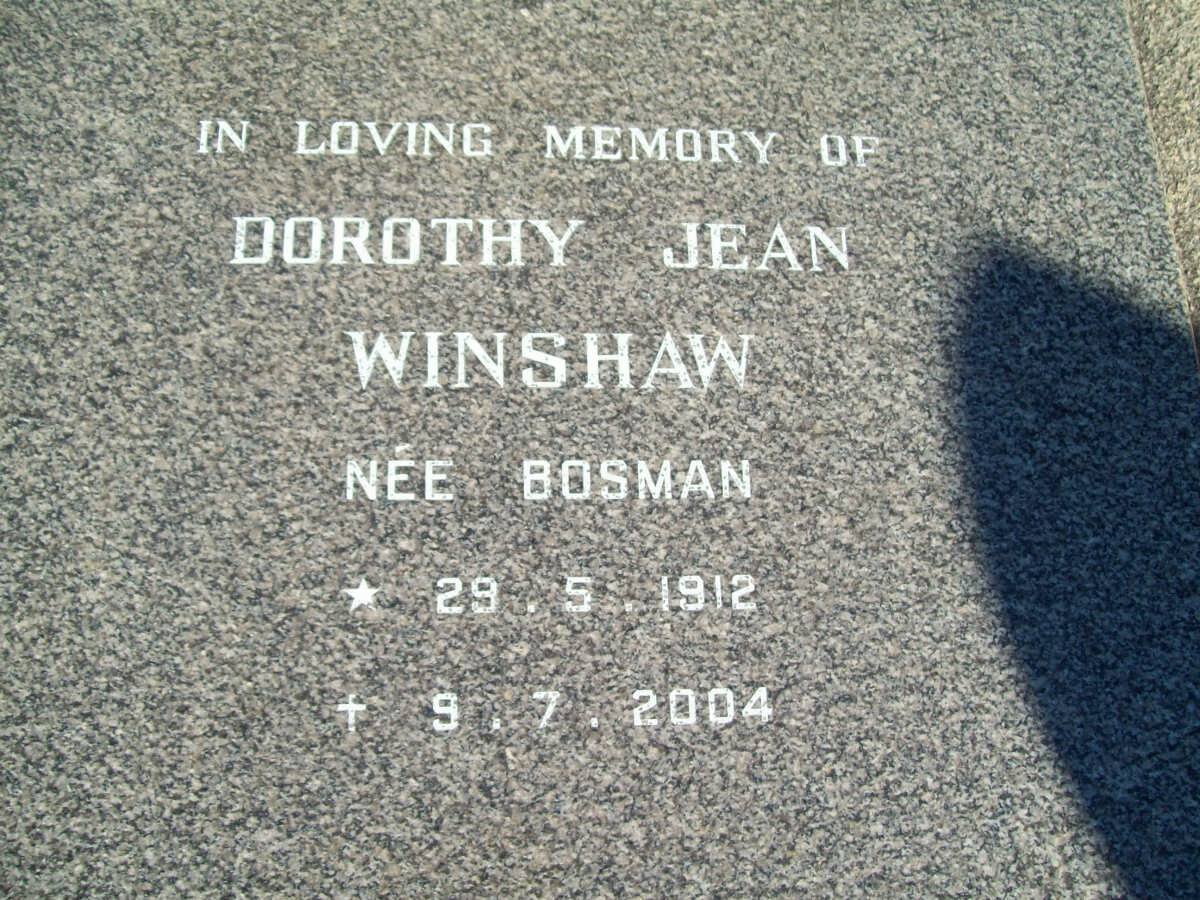 IN LOVING MEMORY OF
DOROTHY JEAN
WINSHAW
NÉE BOSMAN
★ 29.5.1912
† 9.7.2004